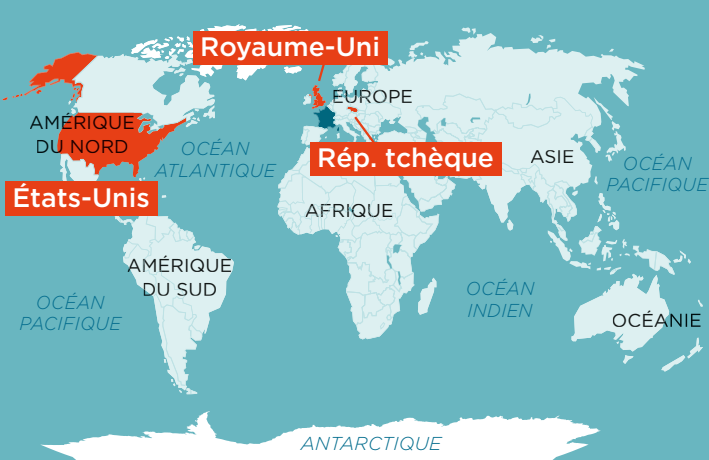 Royaume-Uni
EUROPE
AMÉRIQUE
DU NORD
OCÉAN
ATLANTIQUE
Rép. tchèque
ASIE
OCÉAN
PACIFIQUE
États-Unis
AFRIQUE
AMÉRIQUE
DU SUD
OCÉAN
PACIFIQUE
OCÉAN
INDIEN
OCÉANIE
ANTARCTIQUE